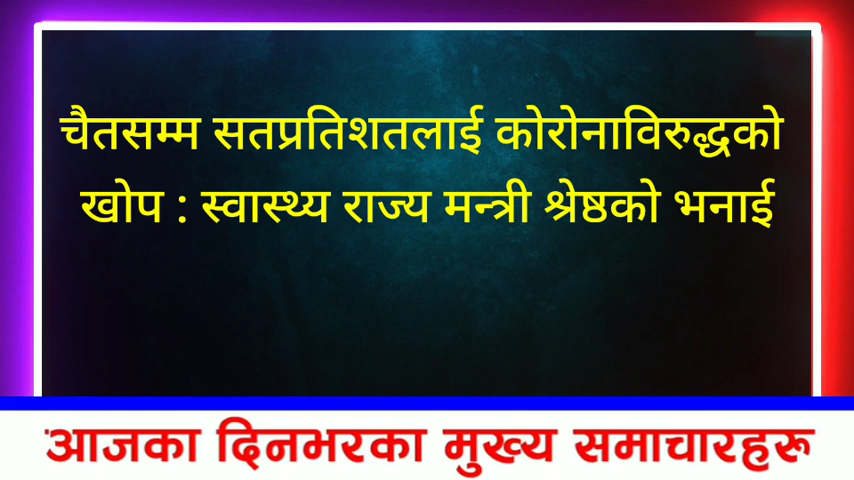 चैतसम्म सतप्रतिशतलाई कोरोनाविरुद्धको
खोप : स्वास्थ्य राज्य मन्त्री श्रेष्ठको भनाई
आजका दिनभरका मुख्य समाचारहरू